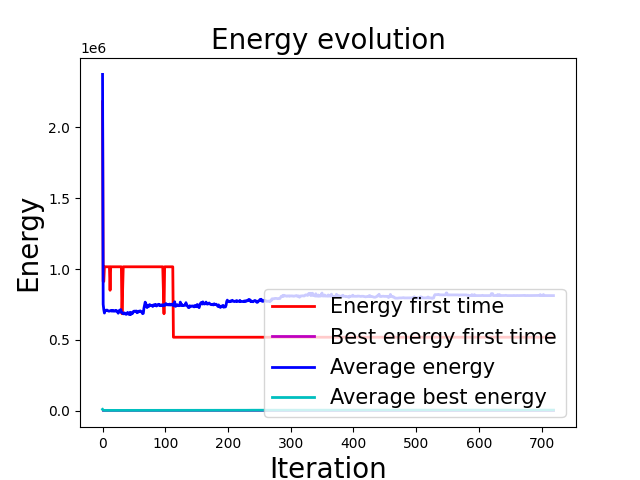 Energy evolution
1e6
2.0
1.5
1.0
0.5
0.0
Energy
Energy first time
Best energy first time
Average energy
Average best energy
0 100 200 300 400 500 600 700
Iteration